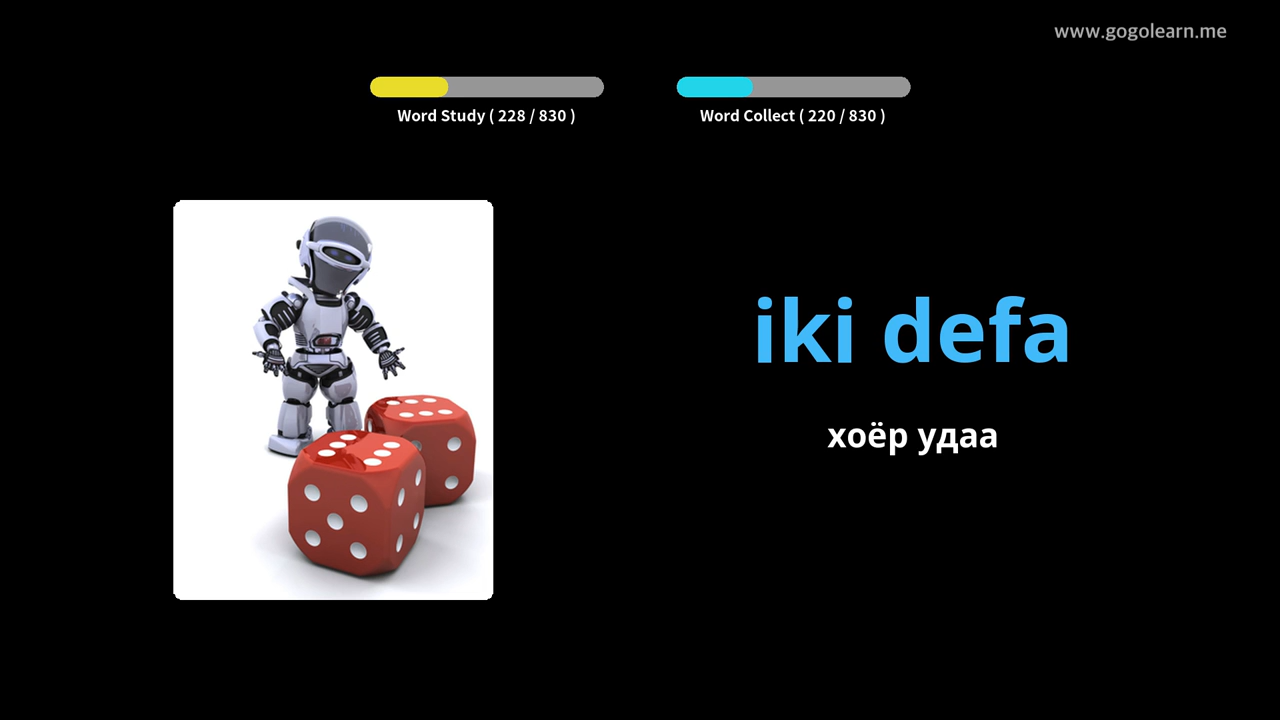 www.gogolearn.me
Word Study ( 228 / 830 )
Word Collect ( 220 / 830 )
iki defa
хоёр удаа